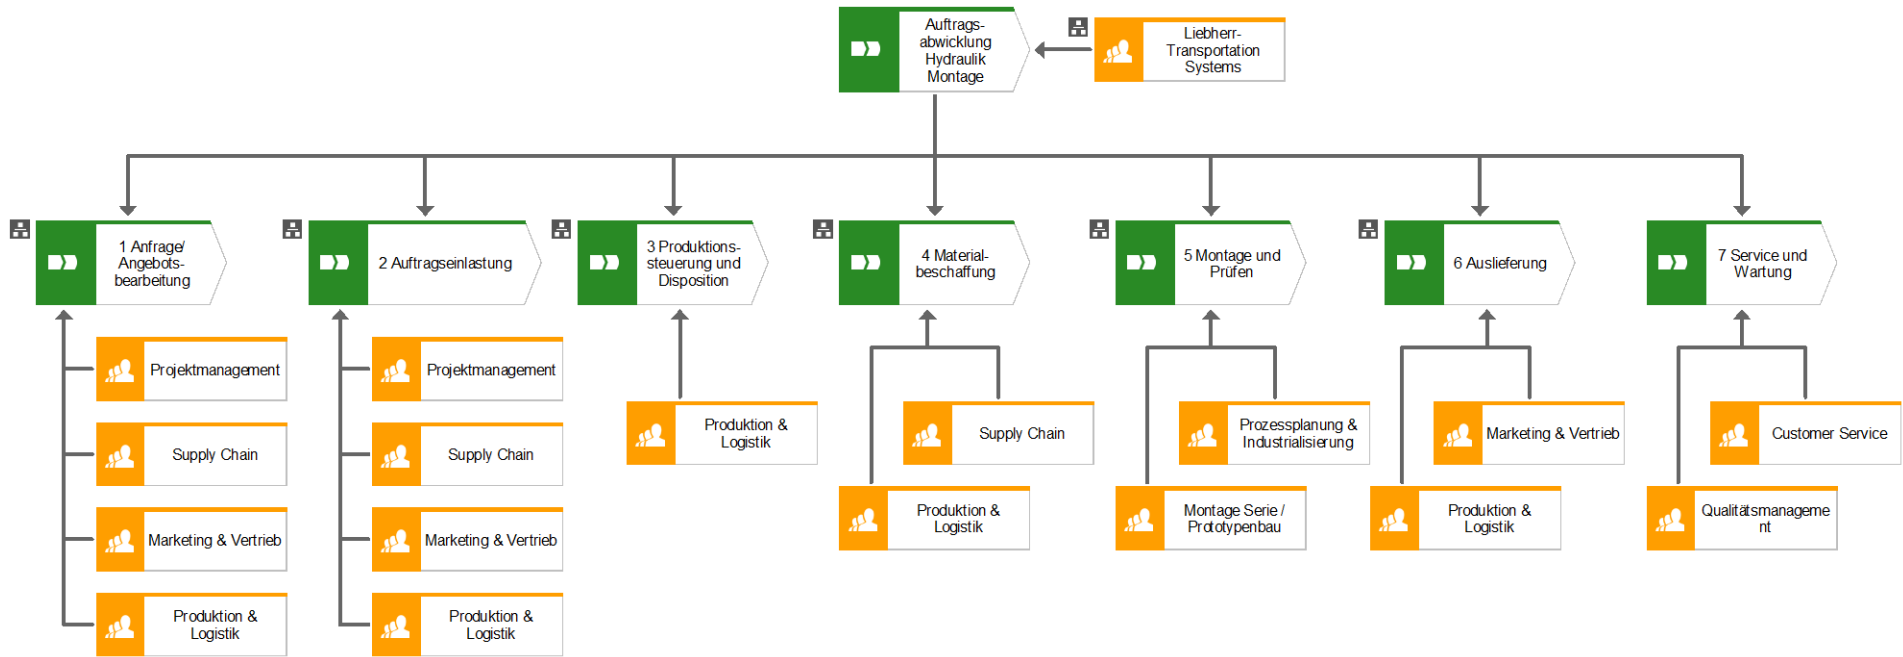 Auftrags-
abwicklung
Hydraulik
Montage
Liebherr-
Transportation
Systems
1 Anfrage/
Angebots-
bearbeitung
2 Auftragseinlastung
3 Produktions-
steuerung und
Disposition
4 Material-
beschaffung
5 Montage und
Prüfen
6 Auslieferung
7 Service und
Wartung
Projektmanagement
Supply Chain
Marketing & Vertrieb
Produktion &
Logistik
Projektmanagement
Supply Chain
Marketing & Vertrieb
Produktion &
Logistik
Produktion &
Logistik
Supply Chain
Produktion &
Logistik
Prozessplanung &
Industrialisierung
Montage Serie /
Prototypenbau
Marketing & Vertrieb
Produktion &
Logistik
Customer Service
Qualitätsmanageme
nt